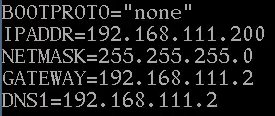 BOOTPROTO="none"
IPADDR=192.168.111.200
NETMASK=255.255.255.0
GATEWAY=192.168.111.2
DNS1=192.168.111.2